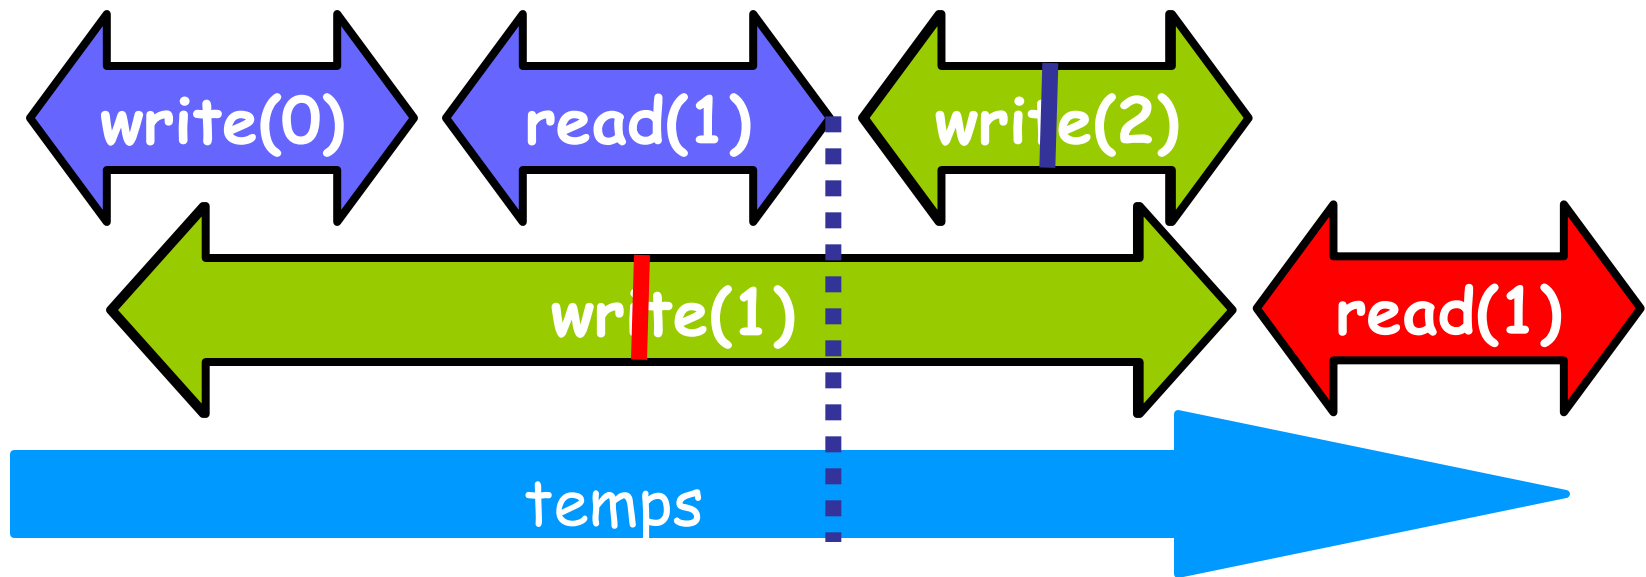 write(0) read(1) write(2)
write(1) read(1)
temps